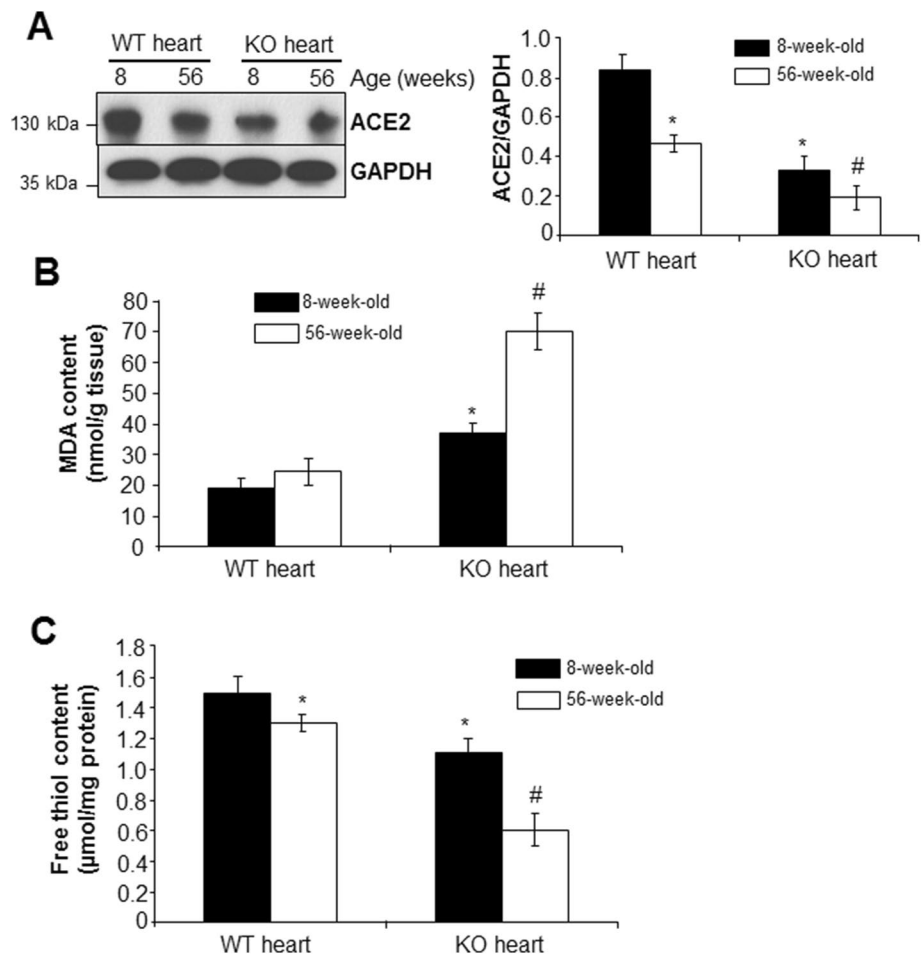 A
WT heart KO heart
8 56 8 56 Age (weeks)
130 kDa ACE2
35 kDa GAPDH
ACE2/GAPDH
1.0
0.8
0.6
0.4
0.2
0
8-week-old
56-week-old
*
*
#
WT heart KO heart
B
MDA content
(nmol/g tissue)
80
70
60
50
40
30
20
10
0
8-week-old
56-week-old
*
#
WT heart KO heart
C
Free thiol content
(µmol/mg protein)
1.8
1.6
1.4
1.2
1.0
0.8
0.6
0.4
0.2
0
8-week-old
56-week-old
*
*
#
WT heart KO heart